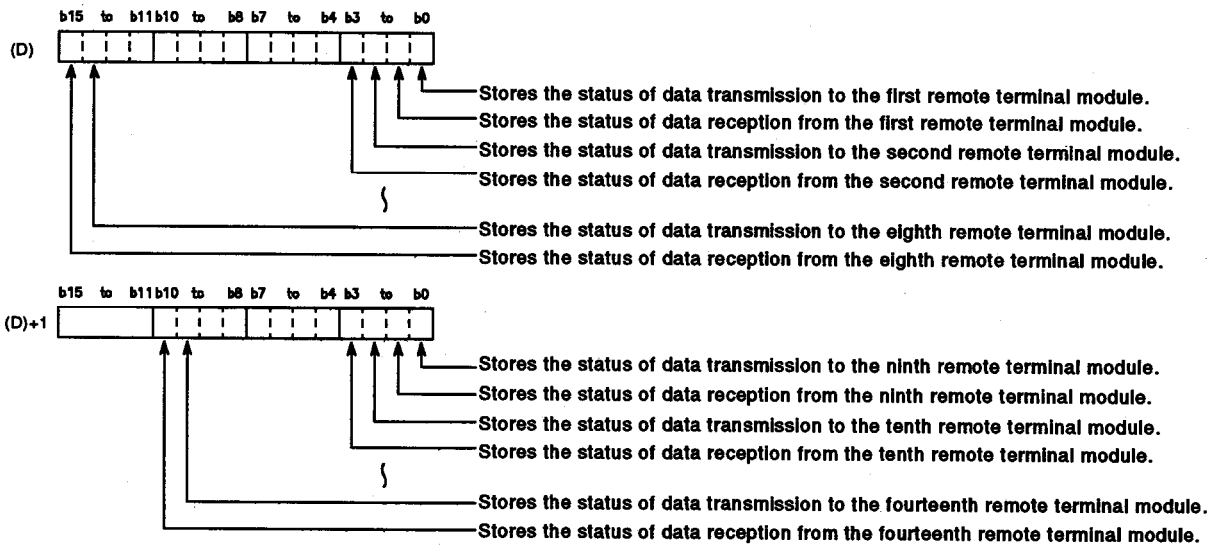 b15 to b11 b10 to b8 b7 to b4 b3 to b0
(D)
Stores the status of data transmission to the first remote terminal module.
Stores the status of data reception from the first remote terminal module.
Stores the status of data transmission to the second remote terminal module.
Stores the status of data reception from the second remote terminal module.
Stores the status of data transmission to the eighth remote terminal module.
Stores the status of data reception from the eighth remote terminal module.
b15 to b11 b10 to b8 b7 to b4 b3 to b0
(D)+1
Stores the status of data transmission to the ninth remote terminal module.
Stores the status of data reception from the ninth remote terminal module.
Stores the status of data transmission to the tenth remote terminal module.
Stores the status of data reception from the tenth remote terminal module.
Stores the status of data transmission to the fourteenth remote terminal module.
Stores the status of data reception from the fourteenth remote terminal module.